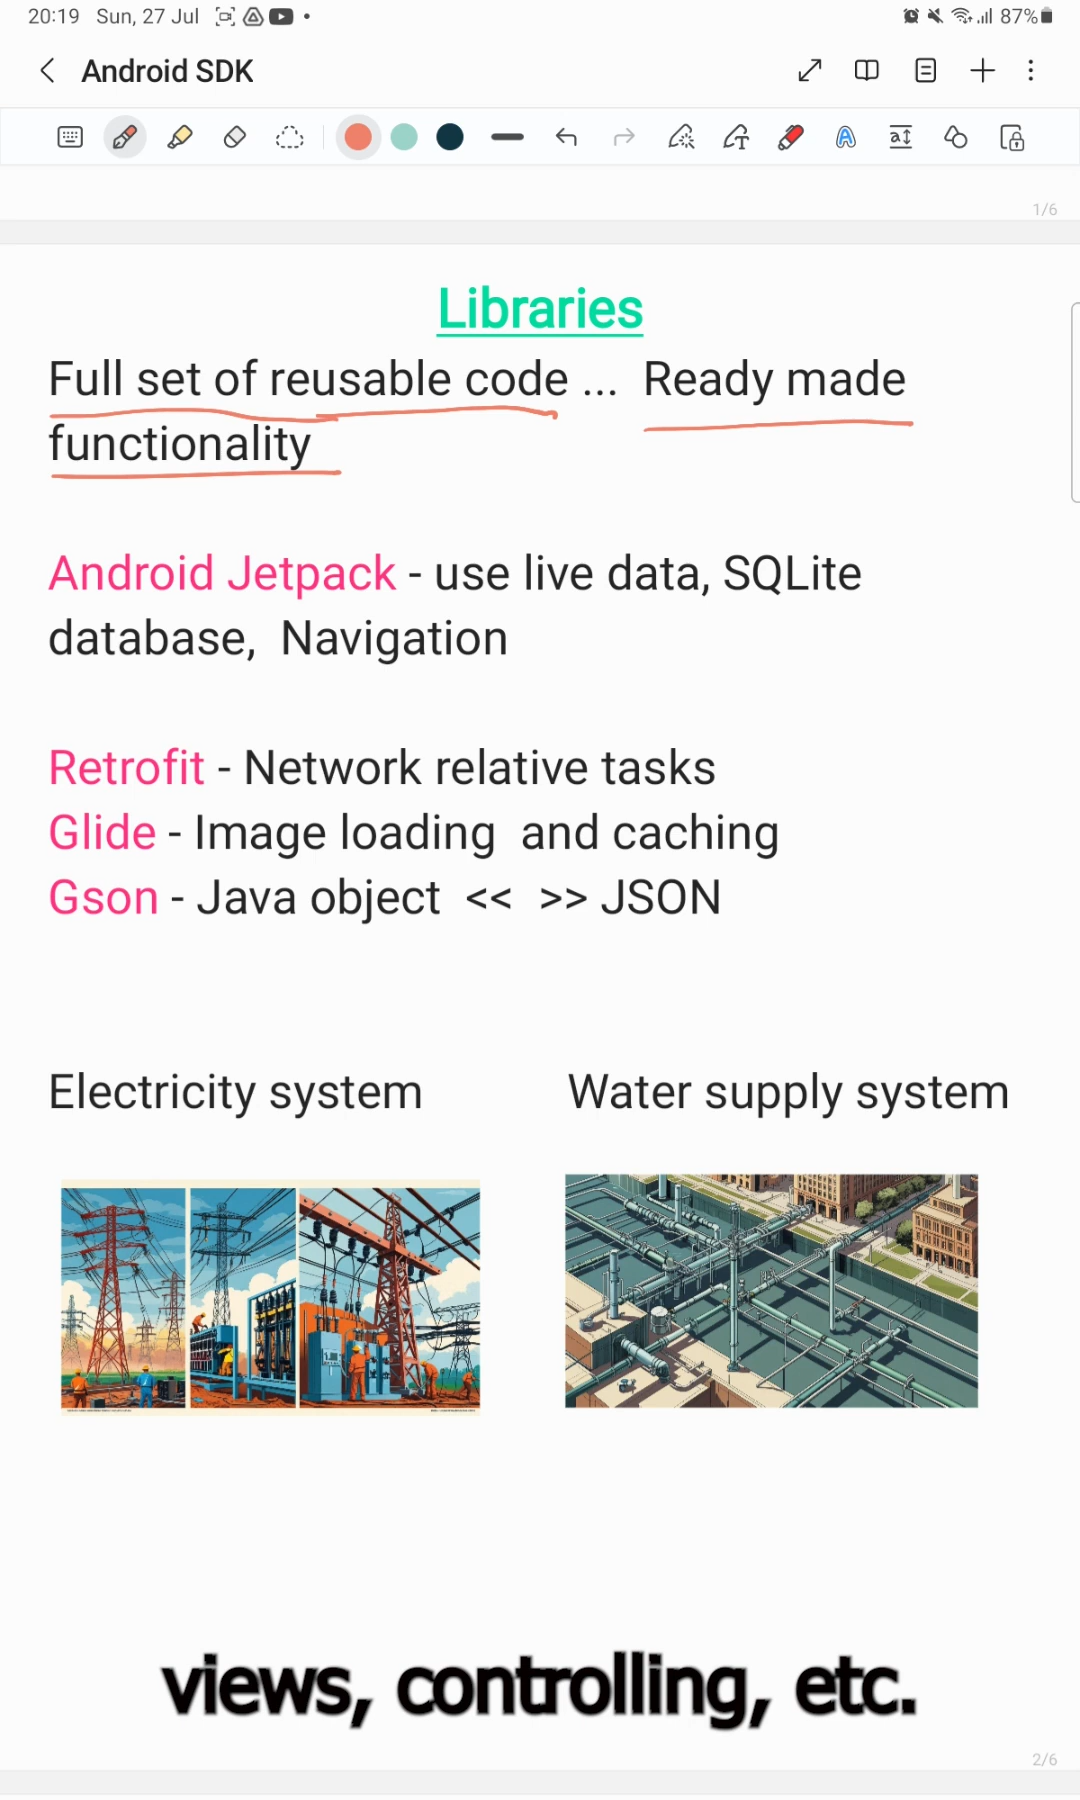 20:19 Sun, 27 Jul
87%
Android SDK
1/6
Libraries
Full set of reusable code ... Ready made
functionality
Android Jetpack - use live data, SQLite
database, Navigation
Retrofit - Network relative tasks
Glide - Image loading and caching
Gson - Java object << >> JSON
Electricity system Water supply system
views, controlling, etc.
2/6